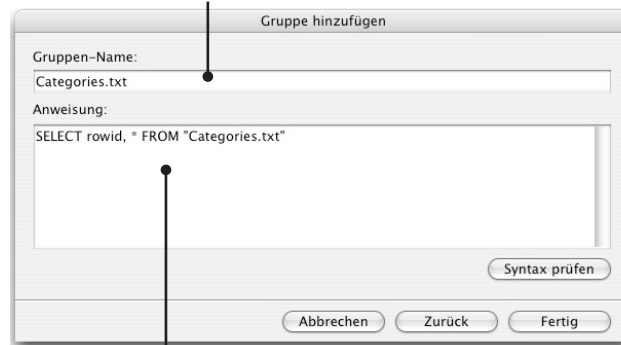 Gruppe hinzufügen
Gruppen-Name:
Categories.txt
Anweisung:
SELECT rowid, * FROM "Categories.txt"
Syntax prüfen
Abbrechen Zurück Fertig